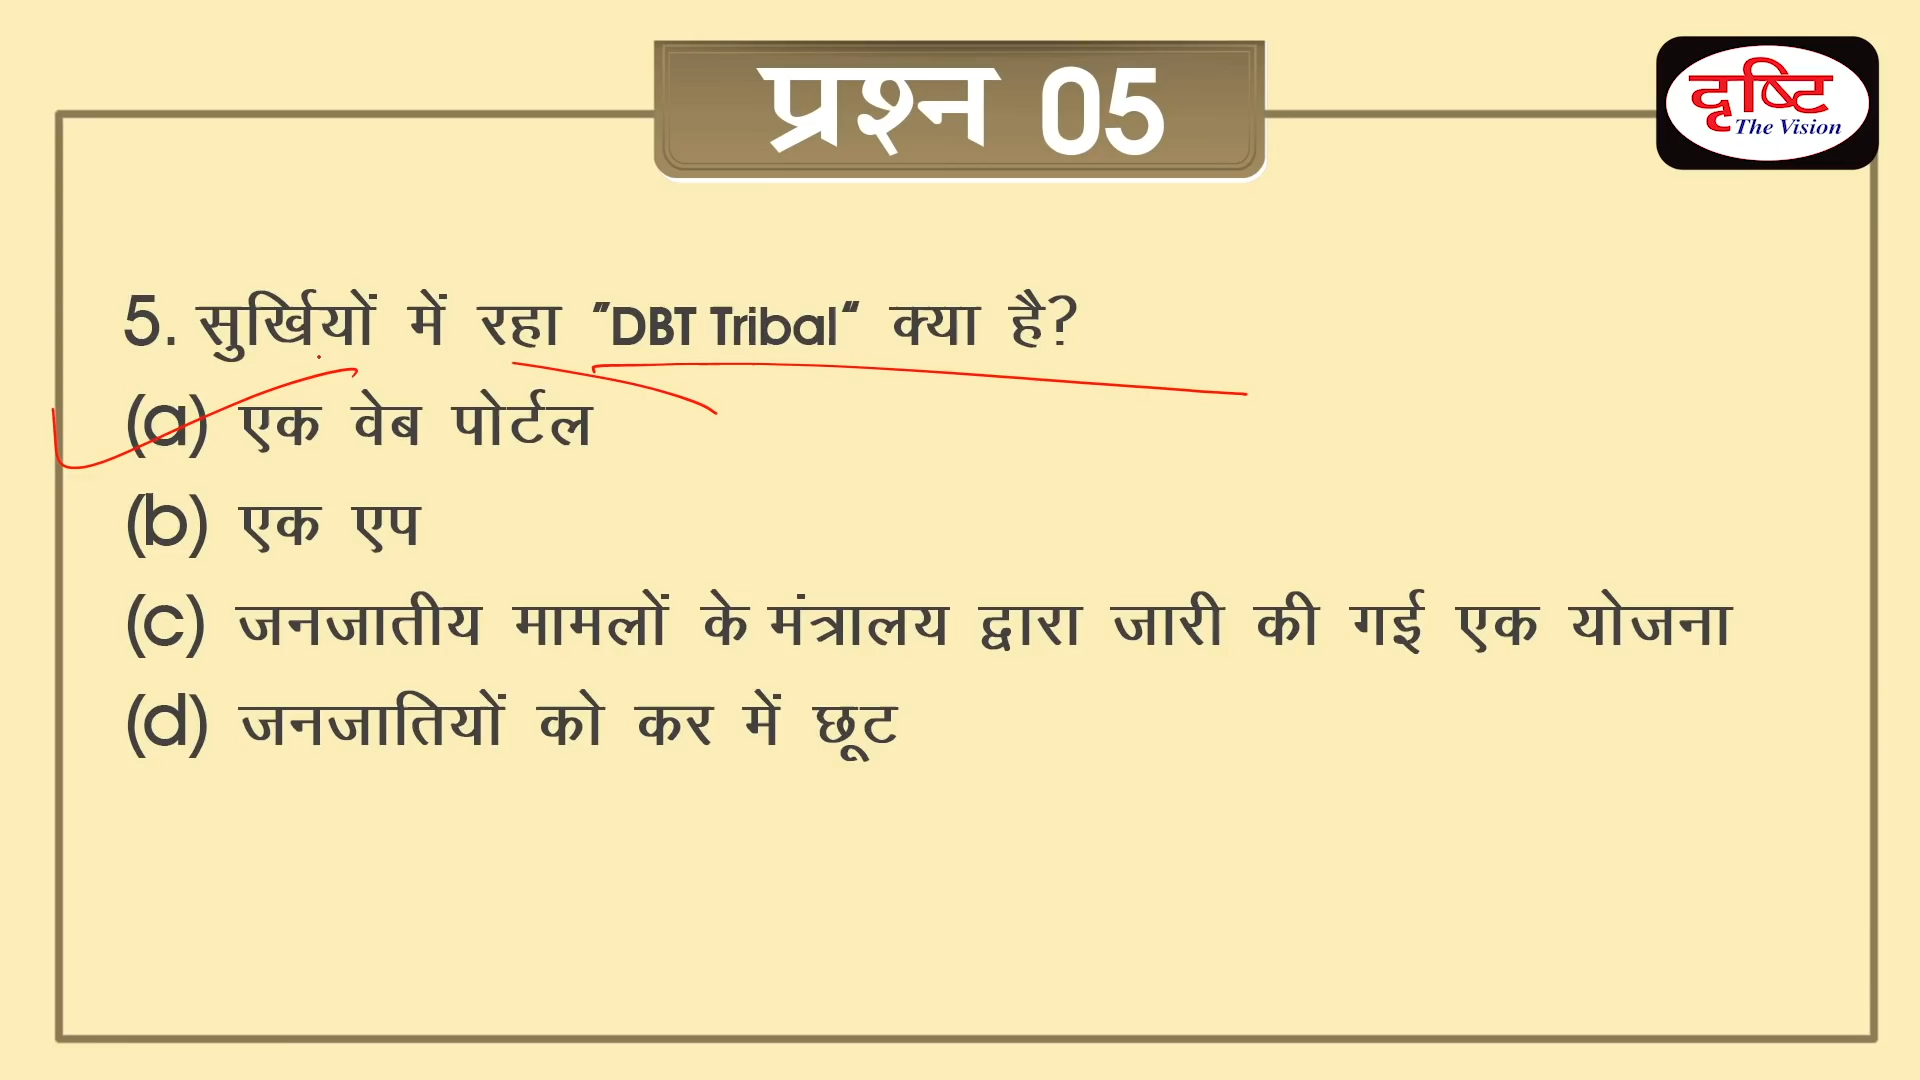 प्रश्न 05
दृष्टि
The Vision
5. सुर्खियों में रहा "DBT Tribal" क्या है?
(a) एक वेब पोर्टल
(b) एक एप
(c) जनजातीय मामलों के मंत्रालय द्वारा जारी की गई एक योजना
(d) जनजातियों को कर में छूट